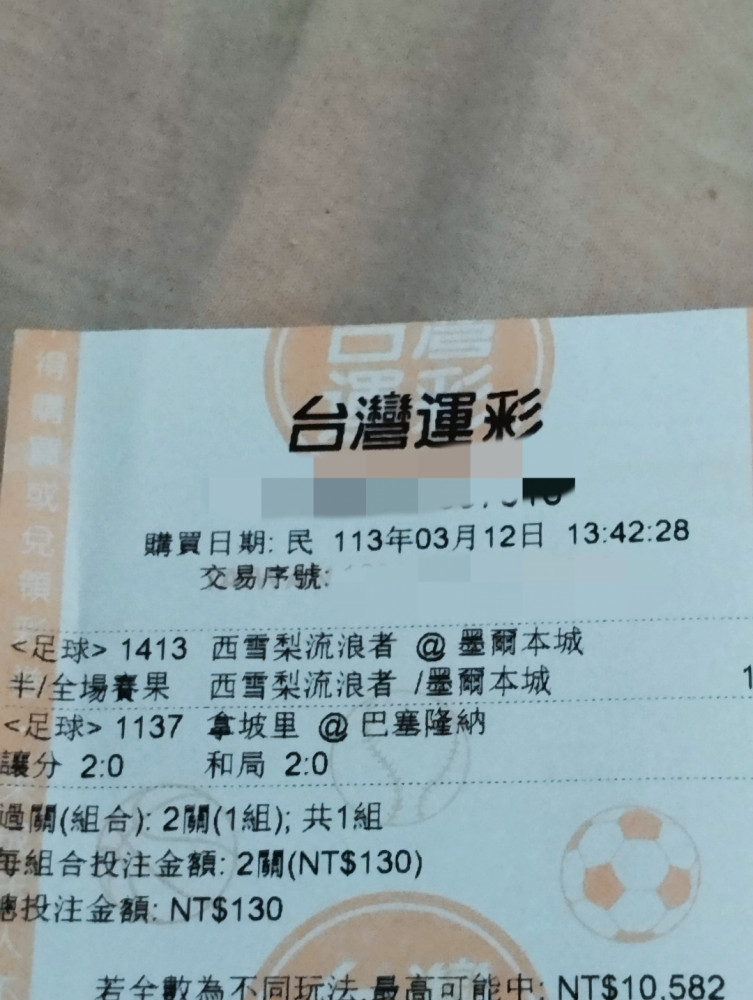 台灣
運彩
台灣運彩
購買日期: 民 113年03月12日 13:42:28
交易序號:
<足球> 1413 西雪梨流浪者 @ 墨爾本城
半/全場賽果 西雪梨流浪者 /墨爾本城 1
<足球> 1137 拿坡里 @ 巴塞隆納
讓分 2:0 和局 2:0
過關(組合): 2關(1組); 共1組
每組合投注金額: 2關(NT$130)
總投注金額: NT$130
若全數為不同玩法,最高可能中: NT$10,582